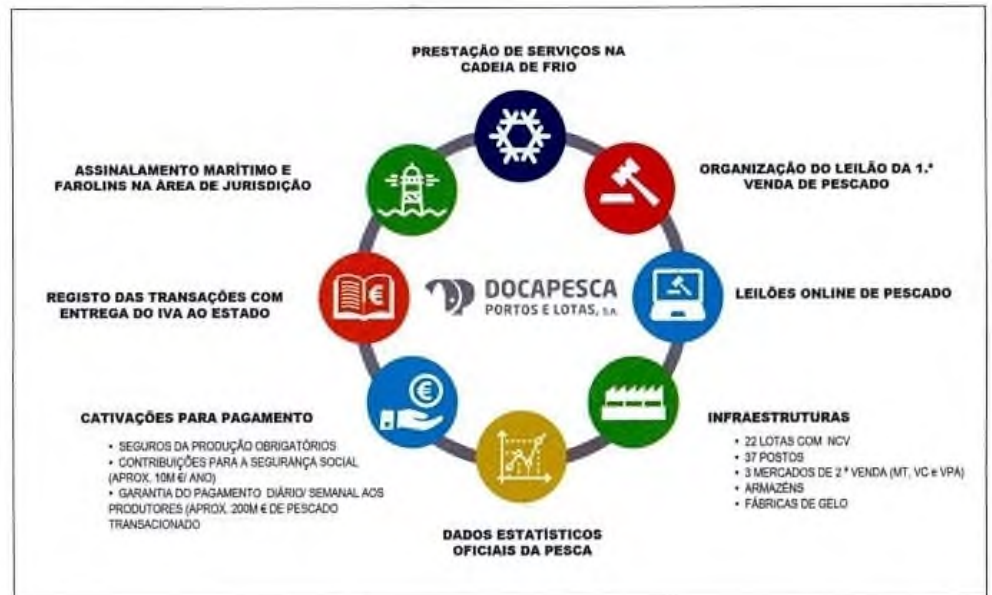 PRESTAÇÃO DE SERVIÇOS NA
CADEIA DE FRIO
ASSINALAMENTO MARÍTIMO E
FAROLINS NA ÁREA DE JURISDIÇÃO
ORGANIZAÇÃO DO LEILÃO DA 1.ª
VENDA DE PESCADO
REGISTO DAS TRANSAÇÕES COM
ENTREGA DO IVA AO ESTADO
€
DOCAPESCA
PORTOS E LOTAS, S.A.
LEILÕES ONLINE DE PESCADO
€
CATIVAÇÕES PARA PAGAMENTO
• SEGUROS DA PRODUÇÃO OBRIGATÓRIOS
• CONTRIBUIÇÕES PARA A SEGURANÇA SOCIAL
(APROX. 10M €/ ANO)
• GARANTIA DO PAGAMENTO DIÁRIO/ SEMANAL AOS
PRODUTORES (APROX. 200M € DE PESCADO
TRANSACIONADO
INFRAESTRUTURAS
• 22 LOTAS COM NCV
• 37 POSTOS
• 3 MERCADOS DE 2 ª VENDA (MT, VC e VPA)
• ARMAZÉNS
• FÁBRICAS DE GELO
DADOS ESTATÍSTICOS
OFICIAIS DA PESCA